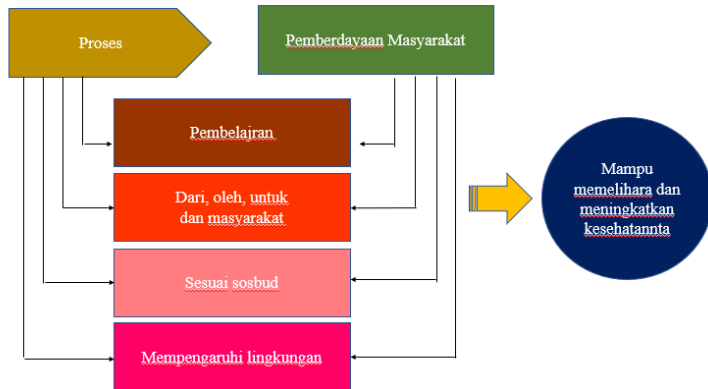 Proses
Pemberdayaan Masyarakat
Pembelajran
Dari, oleh, untuk
dan masyarakat
Sesuai sosbud
Mempengaruhi lingkungan
Mampu
memelihara dan
meningkatkan
kesehatannta